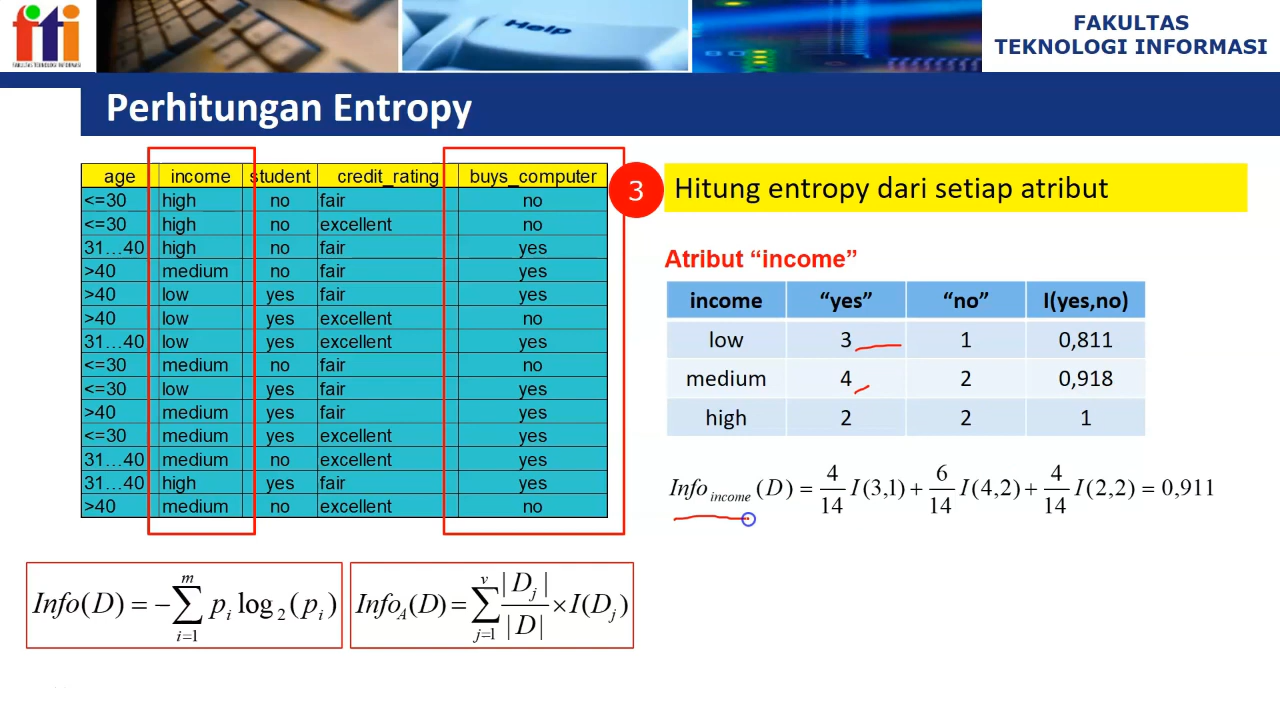 fti
FAKULTAS TEKNOLOGI INFORMASI
Help
FAKULTAS
TEKNOLOGI INFORMASI
Perhitungan Entropy
age income student credit_rating buys_computer
<=30 high no fair no
<=30 high no excellent no
31…40 high no fair yes
>40 medium no fair yes
>40 low yes fair yes
>40 low yes excellent no
31…40 low yes excellent yes
<=30 medium no fair no
<=30 low yes fair yes
>40 medium yes fair yes
<=30 medium yes excellent yes
31…40 medium no excellent yes
31…40 high yes fair yes
>40 medium no excellent no
3 Hitung entropy dari setiap atribut
Atribut “income”
income “yes” “no” I(yes,no)
low 3 1 0,811
medium 4 2 0,918
high 2 2 1
Info_income(D) = 4/14 I(3,1) + 6/14 I(4,2) + 4/14 I(2,2) = 0,911
Info(D) = −∑_{i=1}^{m} p_i log_2(p_i)
Info_A(D) = ∑_{j=1}^{v} |D_j|/|D| × I(D_j)